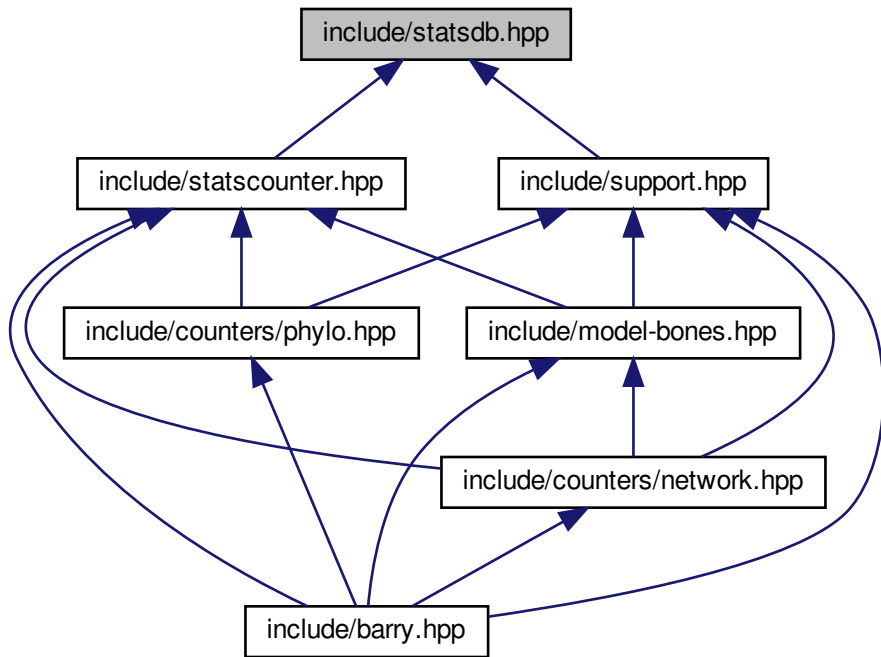 include/statsdb.hpp
include/statscounter.hpp
include/support.hpp
include/counters/phylo.hpp
include/model-bones.hpp
include/counters/network.hpp
include/barry.hpp